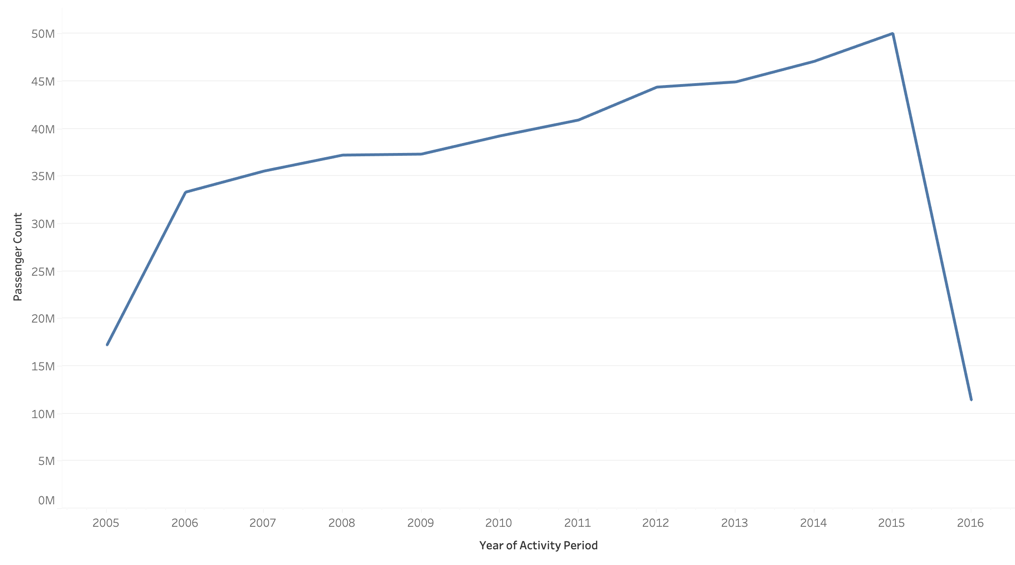 50M
45M
40M
35M
30M
25M
20M
15M
10M
5M
0M
Passenger Count
2005 2006 2007 2008 2009 2010 2011 2012 2013 2014 2015 2016
Year of Activity Period